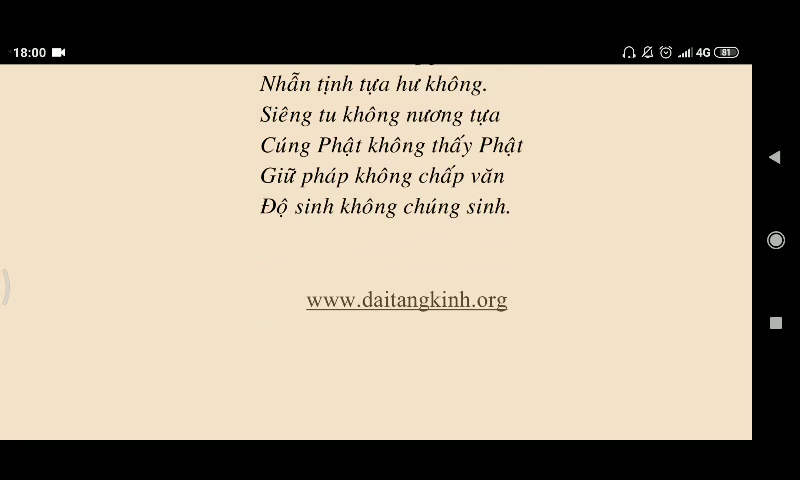 18:00 4G 81
Nhẫn tịnh tựa hư không.
Siêng tu không nương tựa
Cúng Phật không thấy Phật
Giữ pháp không chấp văn
Độ sinh không chúng sinh.
www.daitangkinh.org